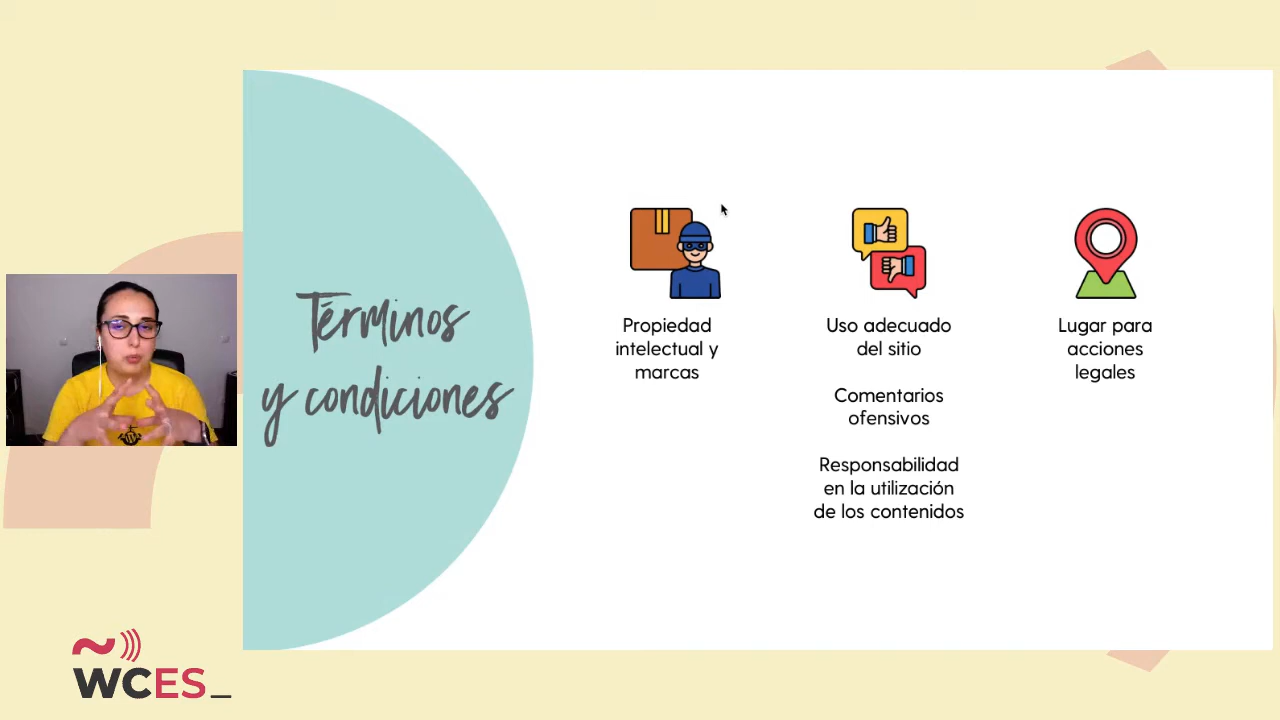 Términos
y condiciones
Propiedad
intelectual y
marcas
Uso adecuado
del sitio
Comentarios
ofensivos
Responsabilidad
en la utilización
de los contenidos
Lugar para
acciones
legales
WCES_